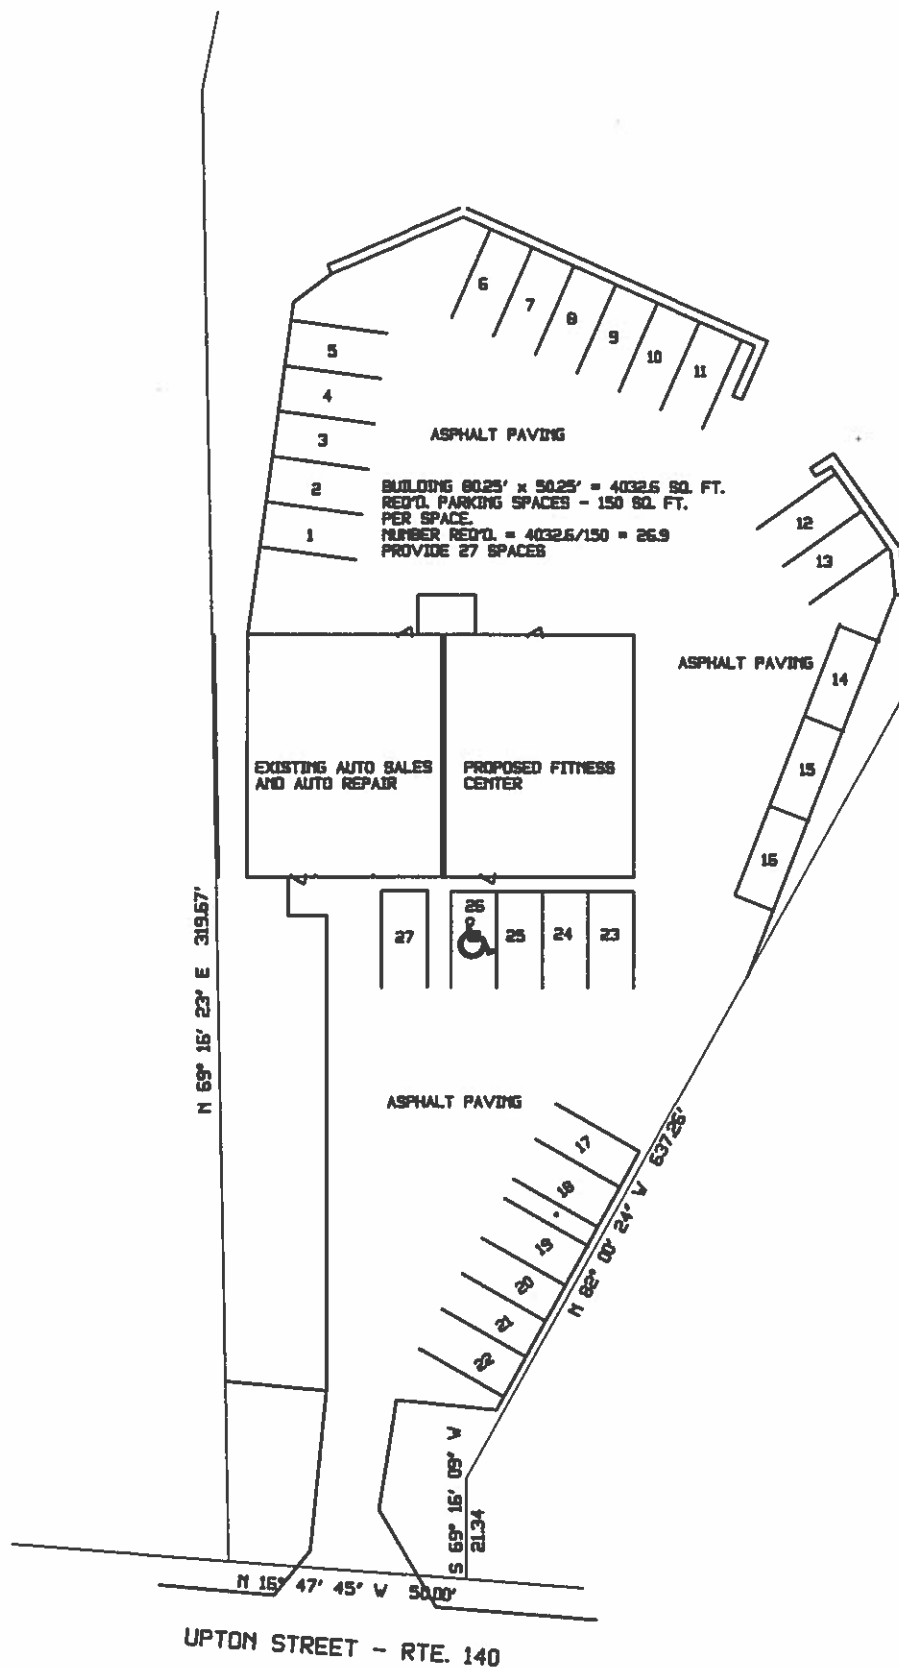 6
7
8
9
10
11
5
4
3
2
1
ASPHALT PAVING
BUILDING 80.25' x 50.25' = 4032.6 SQ. FT.
REQ'D. PARKING SPACES - 150 SQ. FT.
PER SPACE.
NUMBER REQ'D. = 4032.6/150 = 26.9
PROVIDE 27 SPACES
12
13
ASPHALT PAVING
14
15
16
EXISTING AUTO SALES
AND AUTO REPAIR
PROPOSED FITNESS
CENTER
27
26
25
24
23
N 69° 16' 23" E 319.67'
ASPHALT PAVING
17
18
19
20
21
22
N 82° 00' 24" W 637.26'
S 69° 16' 09" W
21.34
N 16° 47' 45" W 50.00'
UPTON STREET - RTE. 140